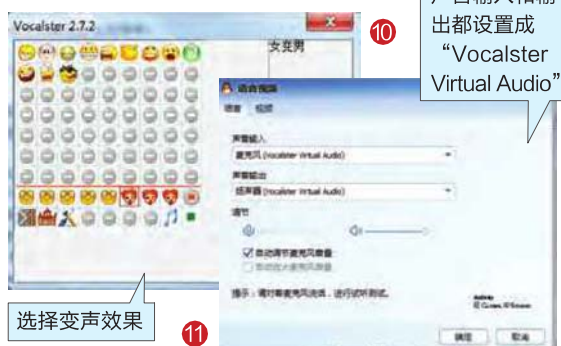 Vocalster 2.7.2
女变男
10
声音输入和输
出都设置成
“Vocalster
Virtual Audio”
语音视频
语音 视频
声音输入
麦克风 (Vocalster Virtual Audio)
声音输出
扬声器 (Vocalster Virtual Audio)
调节
自动调节麦克风音量
提示：请对着麦克风说话，进行试听测试。
确定 取消
选择变声效果
11